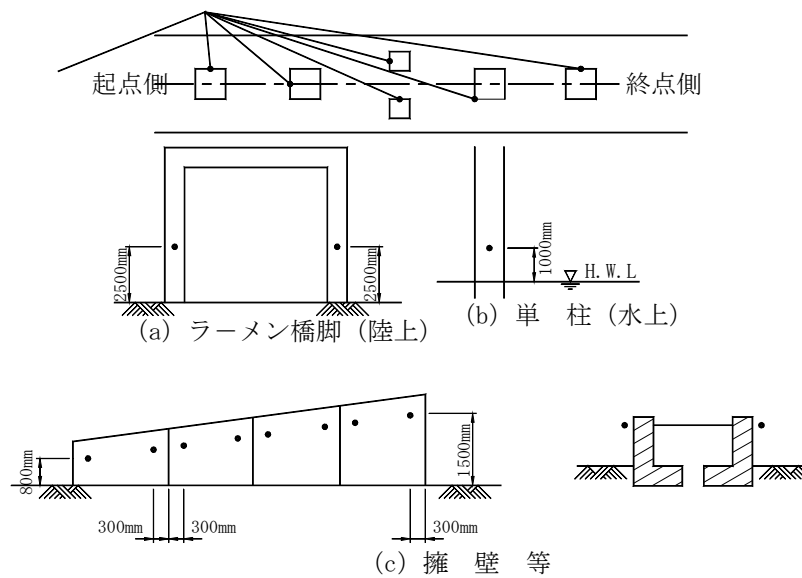 起点側
終点側
2500mm
2500mm
1000mm
H.W.L
(a) ラーメン橋脚(陸上)
(b) 単 柱(水上)
800mm
1500mm
300mm
300mm
300mm
(c) 擁 壁 等